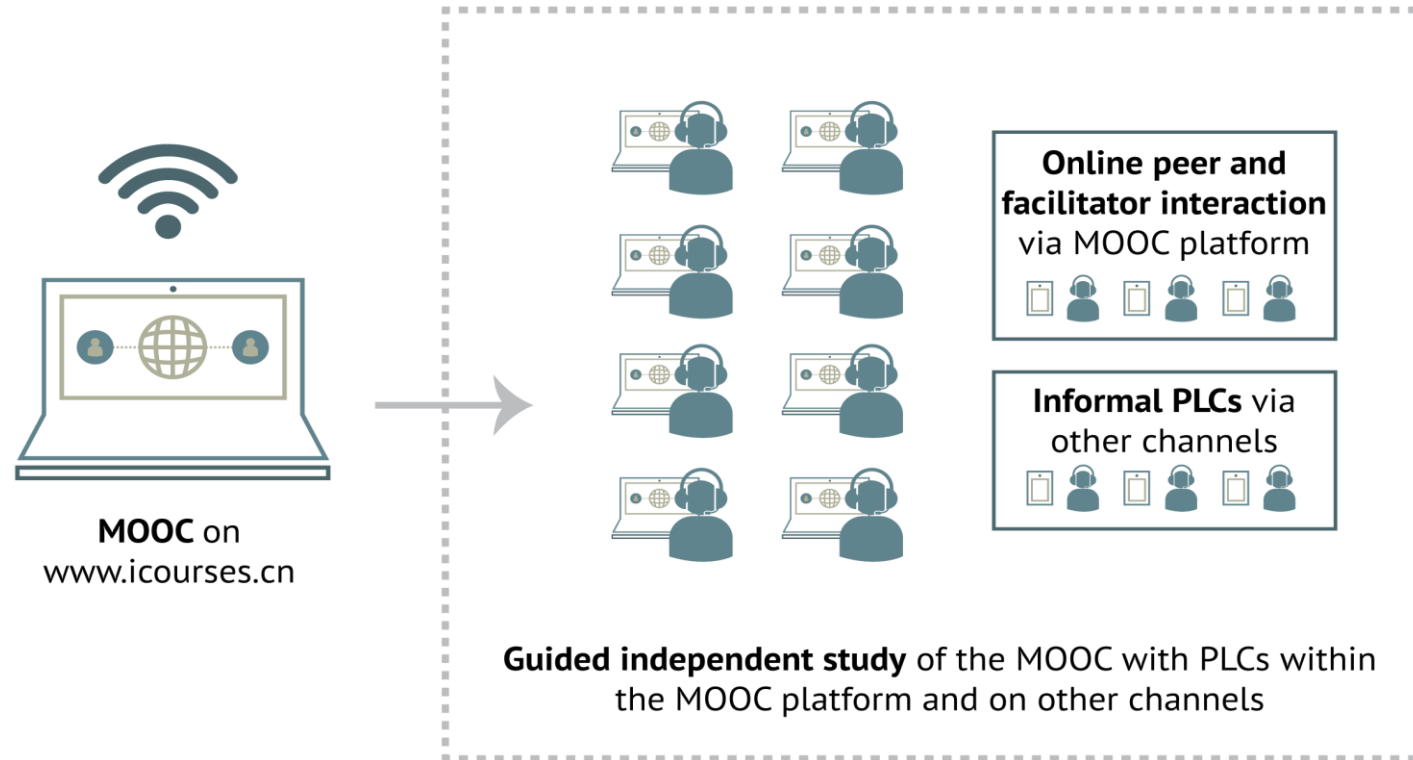 MOOC on
www.icourses.cn
Online peer and
facilitator interaction
via MOOC platform
Informal PLCs via
other channels
Guided independent study of the MOOC with PLCs within
the MOOC platform and on other channels